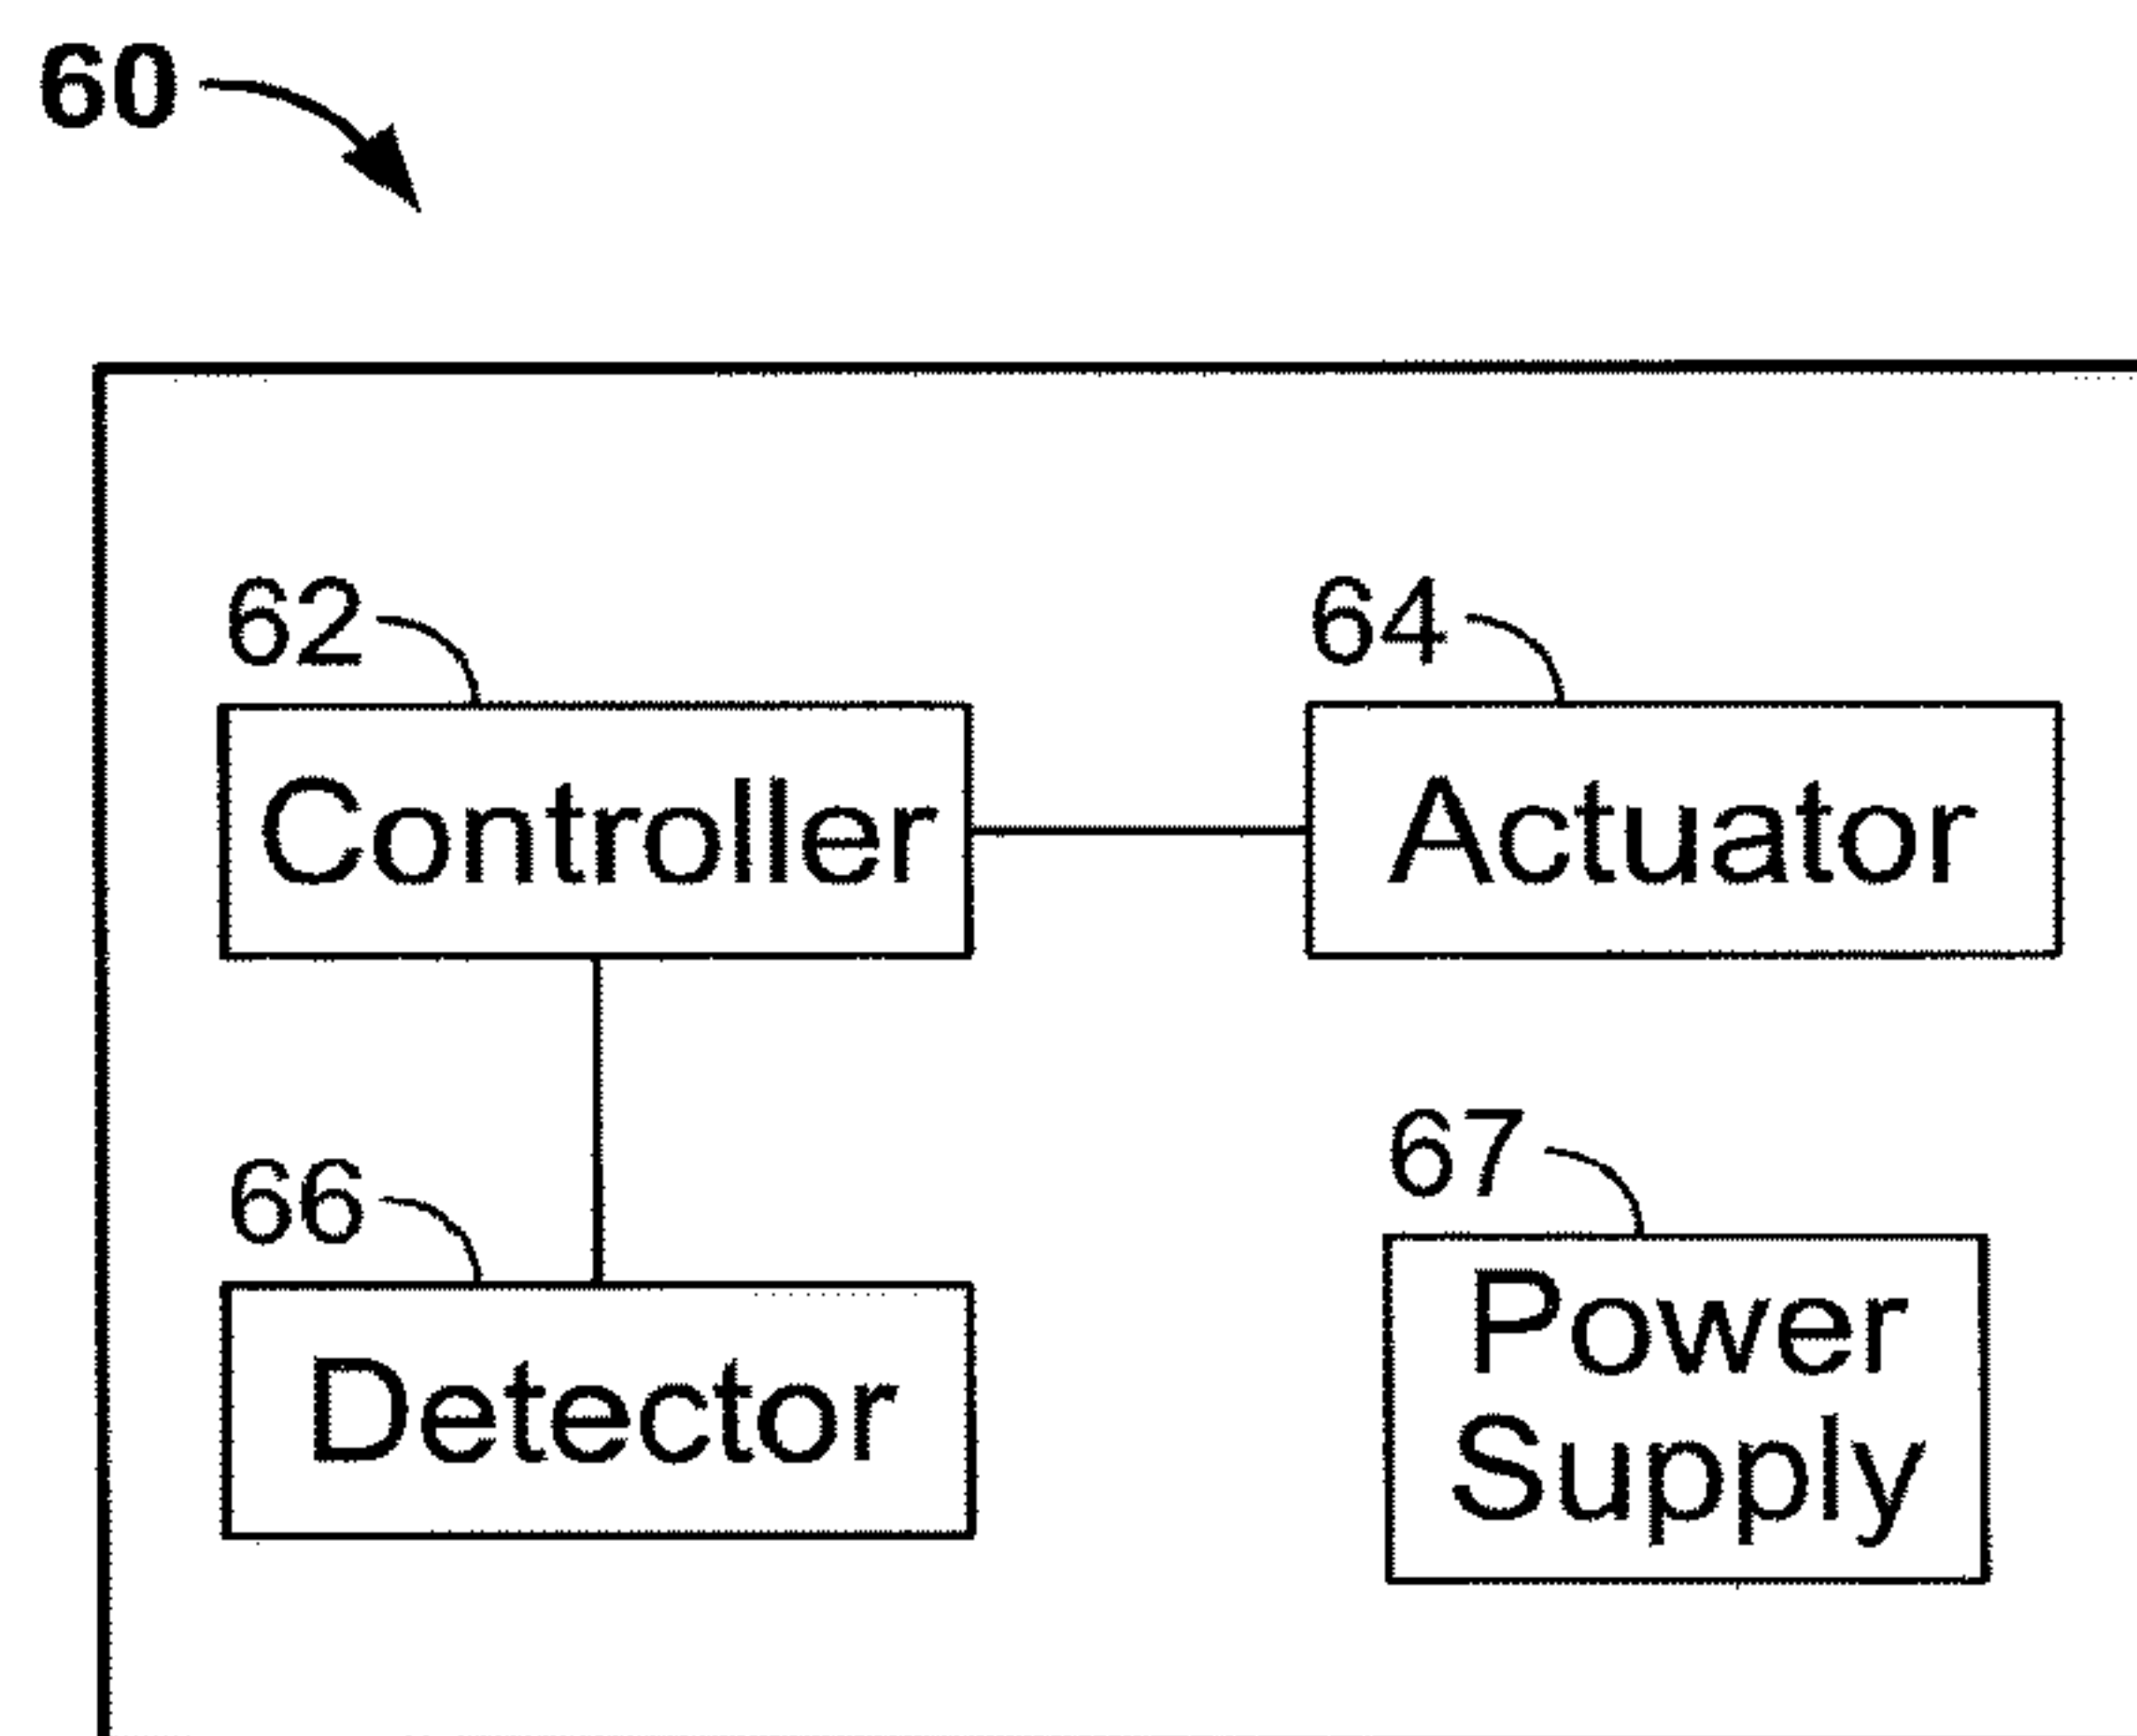 60
62
64
Controller
Actuator
67
66
Power
Detector
Supply